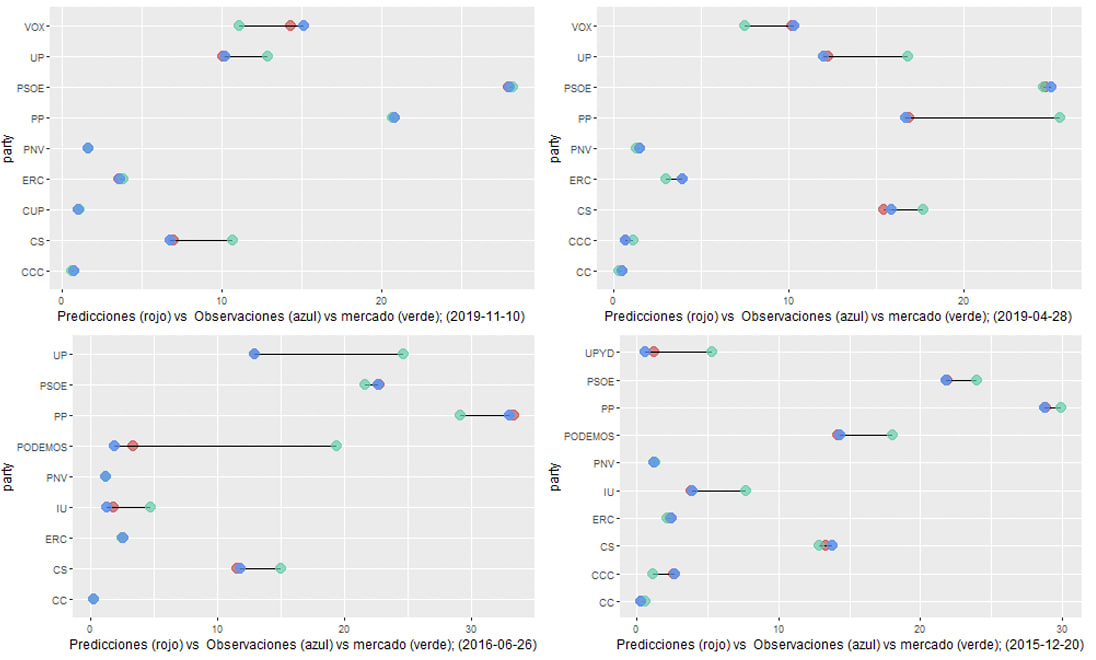 VOX
UP
PSOE
PP
PNV
ERC
CUP
CS
CCC
party
0 10 20
Predicciones (rojo) vs Observaciones (azul) vs mercado (verde); (2019-11-10)
VOX
UP
PSOE
PP
PNV
ERC
CS
CCC
CC
party
0 10 20
Predicciones (rojo) vs Observaciones (azul) vs mercado (verde); (2019-04-28)
UP
PSOE
PP
PODEMOS
PNV
IU
ERC
CS
CC
party
0 10 20 30
Predicciones (rojo) vs Observaciones (azul) vs mercado (verde); (2016-06-26)
UPYD
PSOE
PP
PODEMOS
PNV
IU
ERC
CS
CCC
CC
party
0 10 20 30
Predicciones (rojo) vs Observaciones (azul) vs mercado (verde); (2015-12-20)